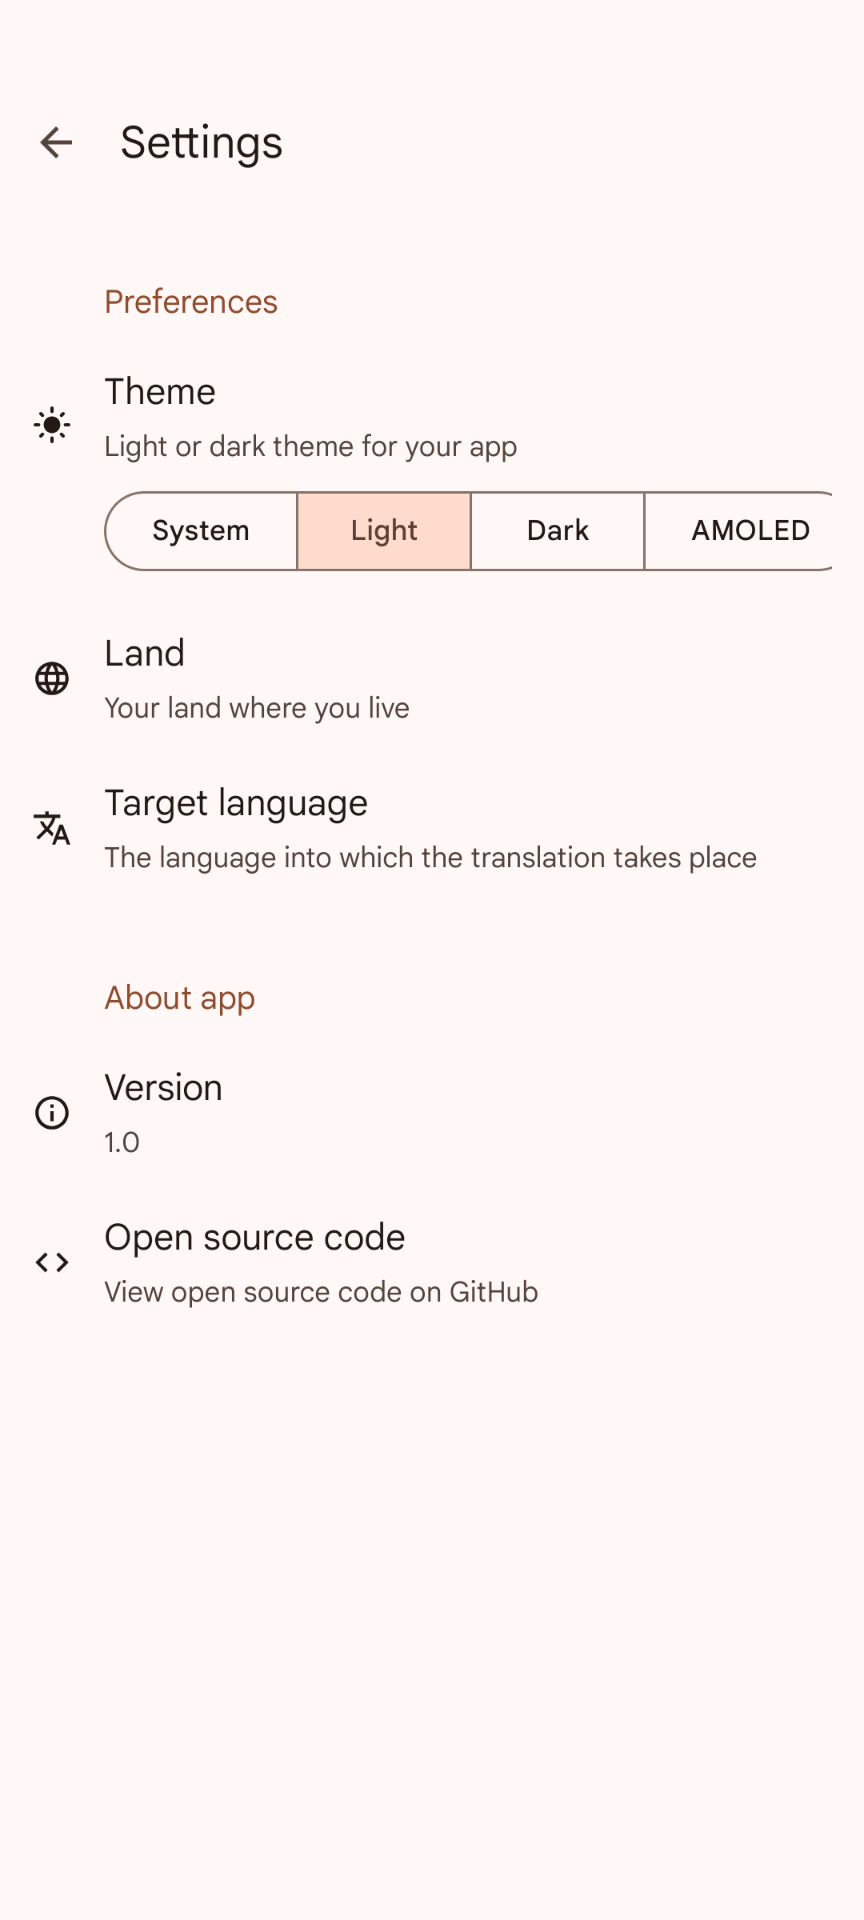 Settings
Preferences
Theme
Light or dark theme for your app
System Light Dark AMOLED
Land
Your land where you live
Target language
The language into which the translation takes place
About app
Version
1.0
Open source code
View open source code on GitHub